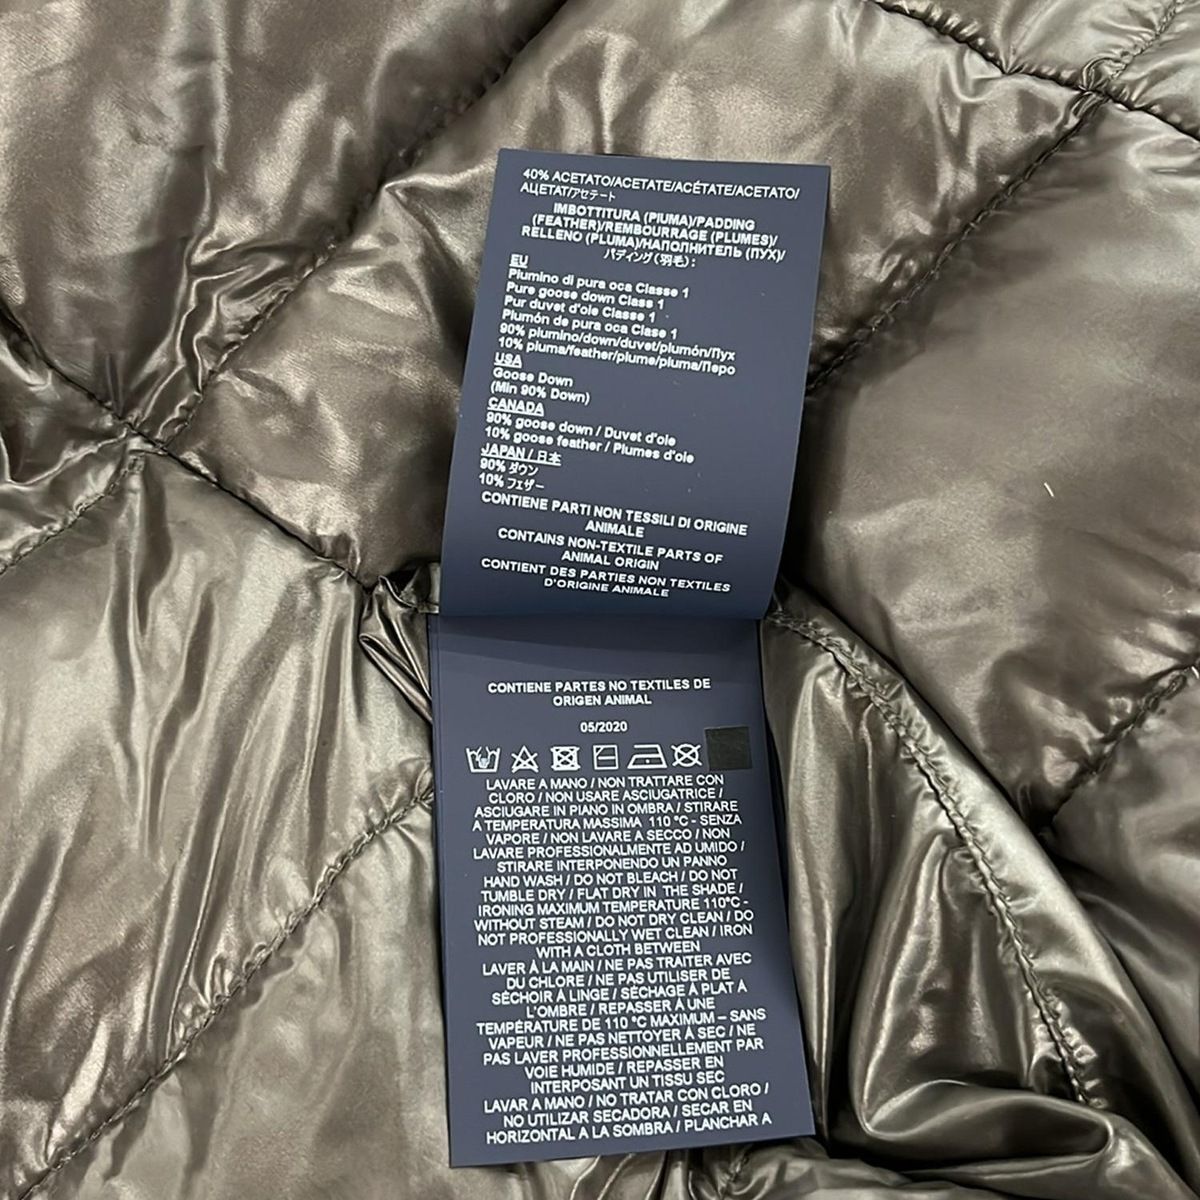 40% ACETATO/ACETATE/ACÉTATE/ACETATO/
АЦЕТАТ/アセテート
IMBOTTITURA (PIUMA)/PADDING
(FEATHER)/REMBOURRAGE (PLUMES)/
RELLENO (PLUMA)/НАПОЛНИТЕЛЬ (ПУХ)/
パディング(羽毛):
EU
Piumino di pura oca Classe 1
Pure goose down Class 1
Pur duvet d'oie Classe 1
Plumón de pura oca Clase 1
90% piumino/down/duvet/plumón/Пух
10% piuma/feather/plume/pluma/Перо
USA
Goose Down
(Min 90% Down)
CANADA
90% goose down / Duvet d'oie
10% goose feather / Plumes d'oie
JAPAN / 日本
90% ダウン
10% フェザー
CONTIENE PARTI NON TESSILI DI ORIGINE
ANIMALE
CONTAINS NON-TEXTILE PARTS OF
ANIMAL ORIGIN
CONTIENT DES PARTIES NON TEXTILES
D'ORIGINE ANIMALE
CONTIENE PARTES NO TEXTILES DE
ORIGEN ANIMAL
05/2020
LAVARE A MANO / NON TRATTARE CON
CLORO / NON USARE ASCIUGATRICE /
ASCIUGARE IN PIANO IN OMBRA / STIRARE
A TEMPERATURA MASSIMA 110 °C - SENZA
VAPORE / NON LAVARE A SECCO / NON
LAVARE PROFESSIONALMENTE AD UMIDO /
STIRARE INTERPONENDO UN PANNO
HAND WASH / DO NOT BLEACH / DO NOT
TUMBLE DRY / FLAT DRY IN THE SHADE /
IRONING MAXIMUM TEMPERATURE 110°C -
WITHOUT STEAM / DO NOT DRY CLEAN / DO
NOT PROFESSIONALLY WET CLEAN / IRON
WITH A CLOTH BETWEEN
LAVER À LA MAIN / NE PAS TRAITER AVEC
DU CHLORE / NE PAS UTILISER DE
SÉCHOIR À LINGE / SÉCHAGE À PLAT A
L'OMBRE / REPASSER À UNE
TEMPÉRATURE DE 110 °C MAXIMUM – SANS
VAPEUR / NE PAS NETTOYER À SEC / NE
PAS LAVER PROFESSIONNELLEMENT PAR
VOIE HUMIDE / REPASSER EN
INTERPOSANT UN TISSU SEC
LAVAR A MANO / NO TRATAR CON CLORO /
NO UTILIZAR SECADORA / SECAR EN
HORIZONTAL A LA SOMBRA / PLANCHAR A